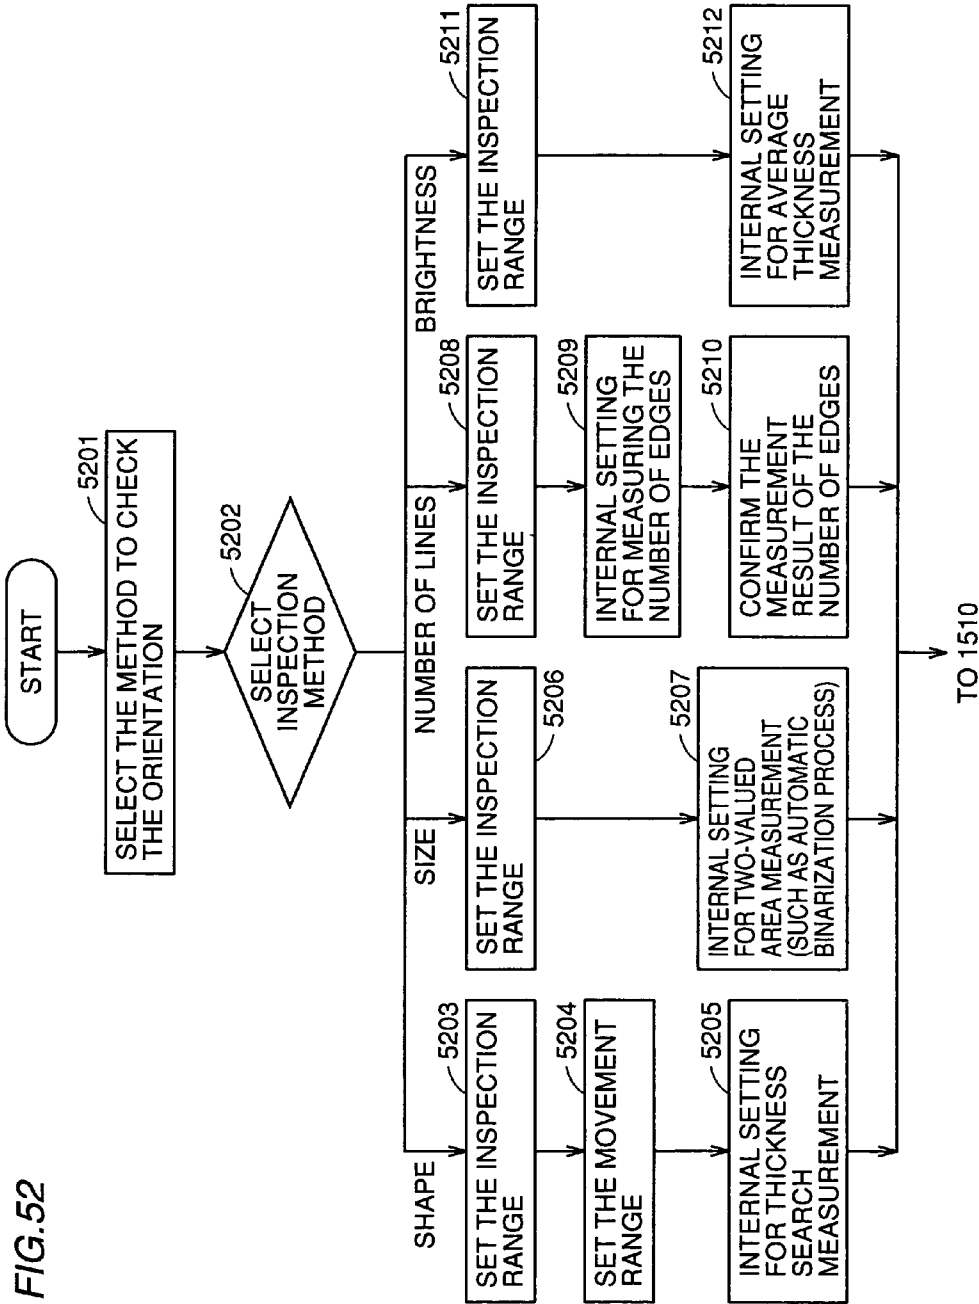 FIG.52
START
5201
SELECT THE METHOD TO CHECK
THE ORIENTATION
5202
SELECT
INSPECTION
METHOD
SHAPE
5203
SET THE INSPECTION
RANGE
5204
SET THE MOVEMENT
RANGE
5205
INTERNAL SETTING
FOR THICKNESS
SEARCH
MEASUREMENT
SIZE
SET THE INSPECTION
RANGE
5206
5207
INTERNAL SETTING
FOR TWO-VALUED
AREA MEASUREMENT
(SUCH AS AUTOMATIC
BINARIZATION PROCESS)
NUMBER OF LINES
5208
SET THE INSPECTION
RANGE
5209
INTERNAL SETTING
FOR MEASURING THE
NUMBER OF EDGES
5210
CONFIRM THE
MEASUREMENT
RESULT OF THE
NUMBER OF EDGES
BRIGHTNESS
5211
SET THE INSPECTION
RANGE
5212
INTERNAL SETTING
FOR AVERAGE
THICKNESS
MEASUREMENT
TO 1510